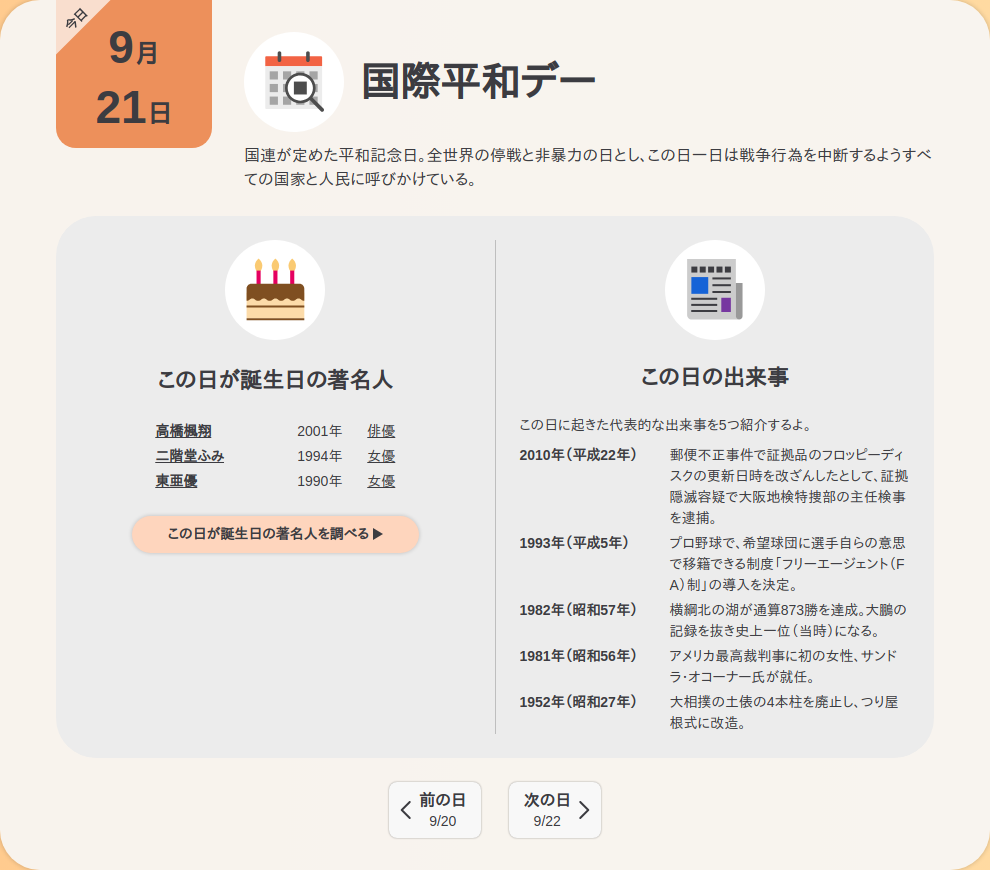 今日
9月
21日
国際平和デー
国連が定めた平和記念日。全世界の停戦と非暴力の日とし、この日一日は戦争行為を中断するようすべ
ての国家と人民に呼びかけている。
この日が誕生日の著名人
高橋楓翔 2001年 俳優
二階堂ふみ 1994年 女優
東亜優 1990年 女優
この日が誕生日の著名人を調べる▶
この日の出来事
この日に起きた代表的な出来事を5つ紹介するよ。
2010年（平成22年） 郵便不正事件で証拠品のフロッピーディ
スクの更新日時を改ざんしたとして、証拠
隠滅容疑で大阪地検特捜部の主任検事
を逮捕。
1993年（平成5年） プロ野球で、希望球団に選手自らの意思
で移籍できる制度「フリーエージェント（F
A）制」の導入を決定。
1982年（昭和57年） 横綱北の湖が通算873勝を達成。大鵬の
記録を抜き史上一位（当時）になる。
1981年（昭和56年） アメリカ最高裁判事に初の女性、サンド
ラ・オコーナー氏が就任。
1952年（昭和27年） 大相撲の土俵の4本柱を廃止し、つり屋
根式に改造。
前の日
9/20
次の日
9/22